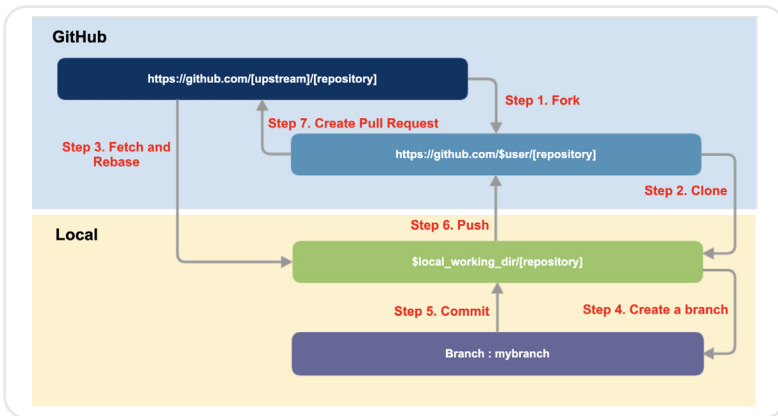 GitHub
https://github.com/[upstream]/[repository]
Step 1. Fork
Step 7. Create Pull Request
Step 3. Fetch and
Rebase
https://github.com/$user/[repository]
Step 2. Clone
Step 6. Push
Local
$local_working_dir/[repository]
Step 5. Commit
Step 4. Create a branch
Branch : mybranch